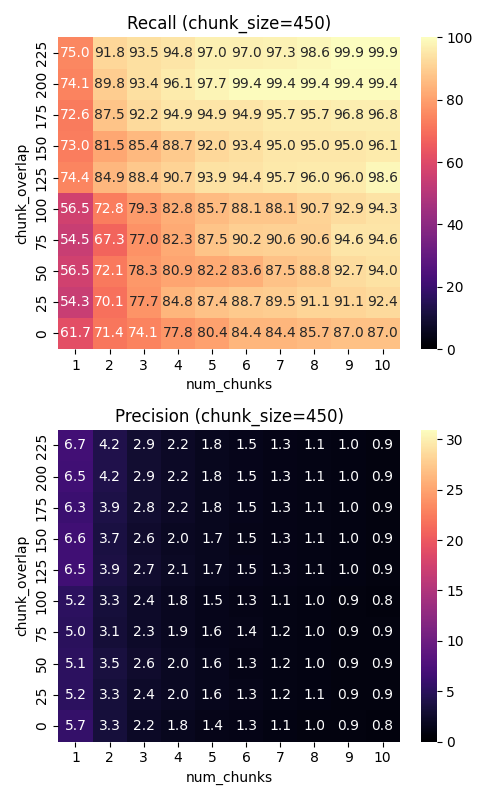 Recall (chunk_size=450)
225 75.0 91.8 93.5 94.8 97.0 97.0 97.3 98.6 99.9 99.9
200 74.1 89.8 93.4 96.1 97.7 99.4 99.4 99.4 99.4 99.4
175 72.6 87.5 92.2 94.9 94.9 94.9 95.7 95.7 96.8 96.8
150 73.0 81.5 85.4 88.7 92.0 93.4 95.0 95.0 95.0 96.1
125 74.4 84.9 88.4 90.7 93.9 94.4 95.7 96.0 96.0 98.6
100 56.5 72.8 79.3 82.8 85.7 88.1 88.1 90.7 92.9 94.3
75 54.5 67.3 77.0 82.3 87.5 90.2 90.6 90.6 94.6 94.6
50 56.5 72.1 78.3 80.9 82.2 83.6 87.5 88.8 92.7 94.0
25 54.3 70.1 77.7 84.8 87.4 88.7 89.5 91.1 91.1 92.4
0 61.7 71.4 74.1 77.8 80.4 84.4 84.4 85.7 87.0 87.0
1 2 3 4 5 6 7 8 9 10
num_chunks
chunk_overlap
100
80
60
40
20
0
Precision (chunk_size=450)
225 6.7 4.2 2.9 2.2 1.8 1.5 1.3 1.1 1.0 0.9
200 6.5 4.2 2.9 2.2 1.8 1.5 1.3 1.1 1.0 0.9
175 6.3 3.9 2.8 2.2 1.8 1.5 1.3 1.1 1.0 0.9
150 6.6 3.7 2.6 2.0 1.7 1.5 1.3 1.1 1.0 0.9
125 6.5 3.9 2.7 2.1 1.7 1.5 1.3 1.1 1.0 0.9
100 5.2 3.3 2.4 1.8 1.5 1.3 1.1 1.0 0.9 0.8
75 5.0 3.1 2.3 1.9 1.6 1.4 1.2 1.0 0.9 0.9
50 5.1 3.5 2.6 2.0 1.6 1.3 1.2 1.0 1.0 0.9
25 5.2 3.3 2.4 2.0 1.6 1.3 1.2 1.1 0.9 0.9
0 5.7 3.3 2.2 1.8 1.4 1.3 1.1 1.0 0.9 0.8
1 2 3 4 5 6 7 8 9 10
num_chunks
chunk_overlap
30
25
20
15
10
5
0